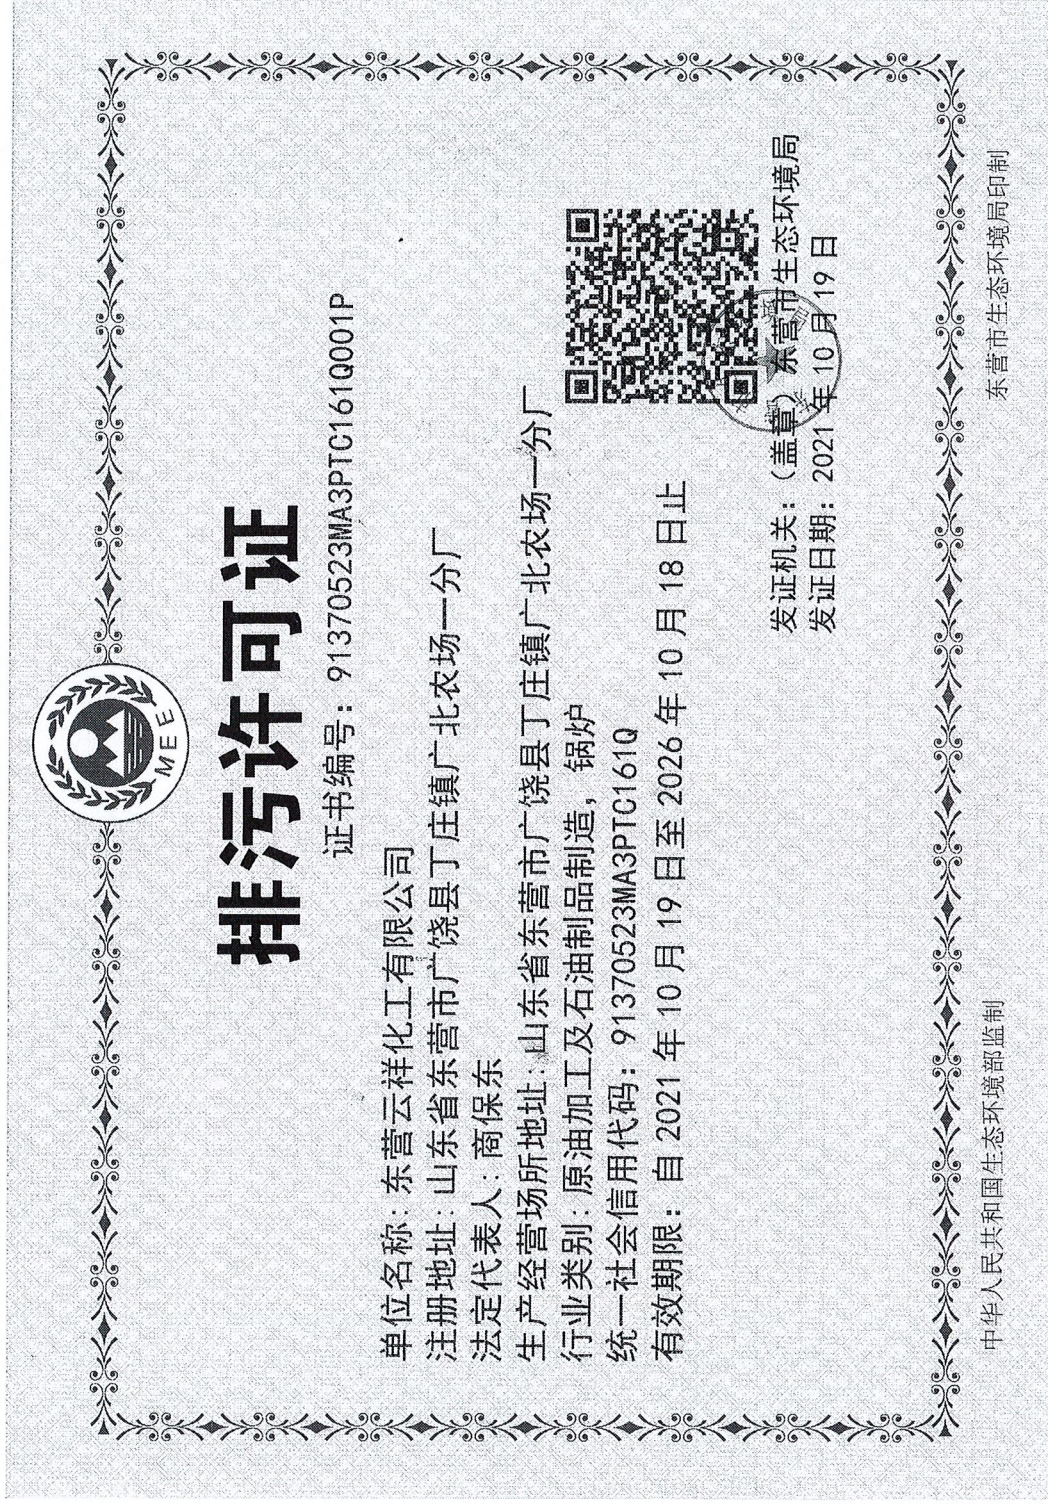 MEE
排污许可证
证书编号：91370523MA3PTC161Q001P
单位名称：东营云祥化工有限公司
注册地址：山东省东营市广饶县丁庄镇广北农场一分厂
法定代表人：商保东
生产经营场所地址：山东省东营市广饶县丁庄镇广北农场一分厂
行业类别：原油加工及石油制品制造，锅炉
统一社会信用代码：91370523MA3PTC161Q
有效期限：自2021年10月19日至2026年10月18日止
发证机关：（盖章）东营市生态环境局
发证日期：2021年10月19日
中华人民共和国生态环境部监制
东营市生态环境局印制